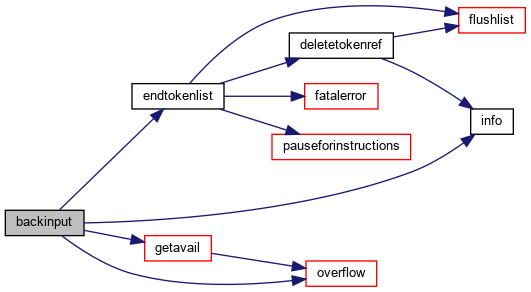 flushlist
deletetokenref
endtokenlist
fatalerror
info
pauseforinstructions
backinput
getavail
overflow